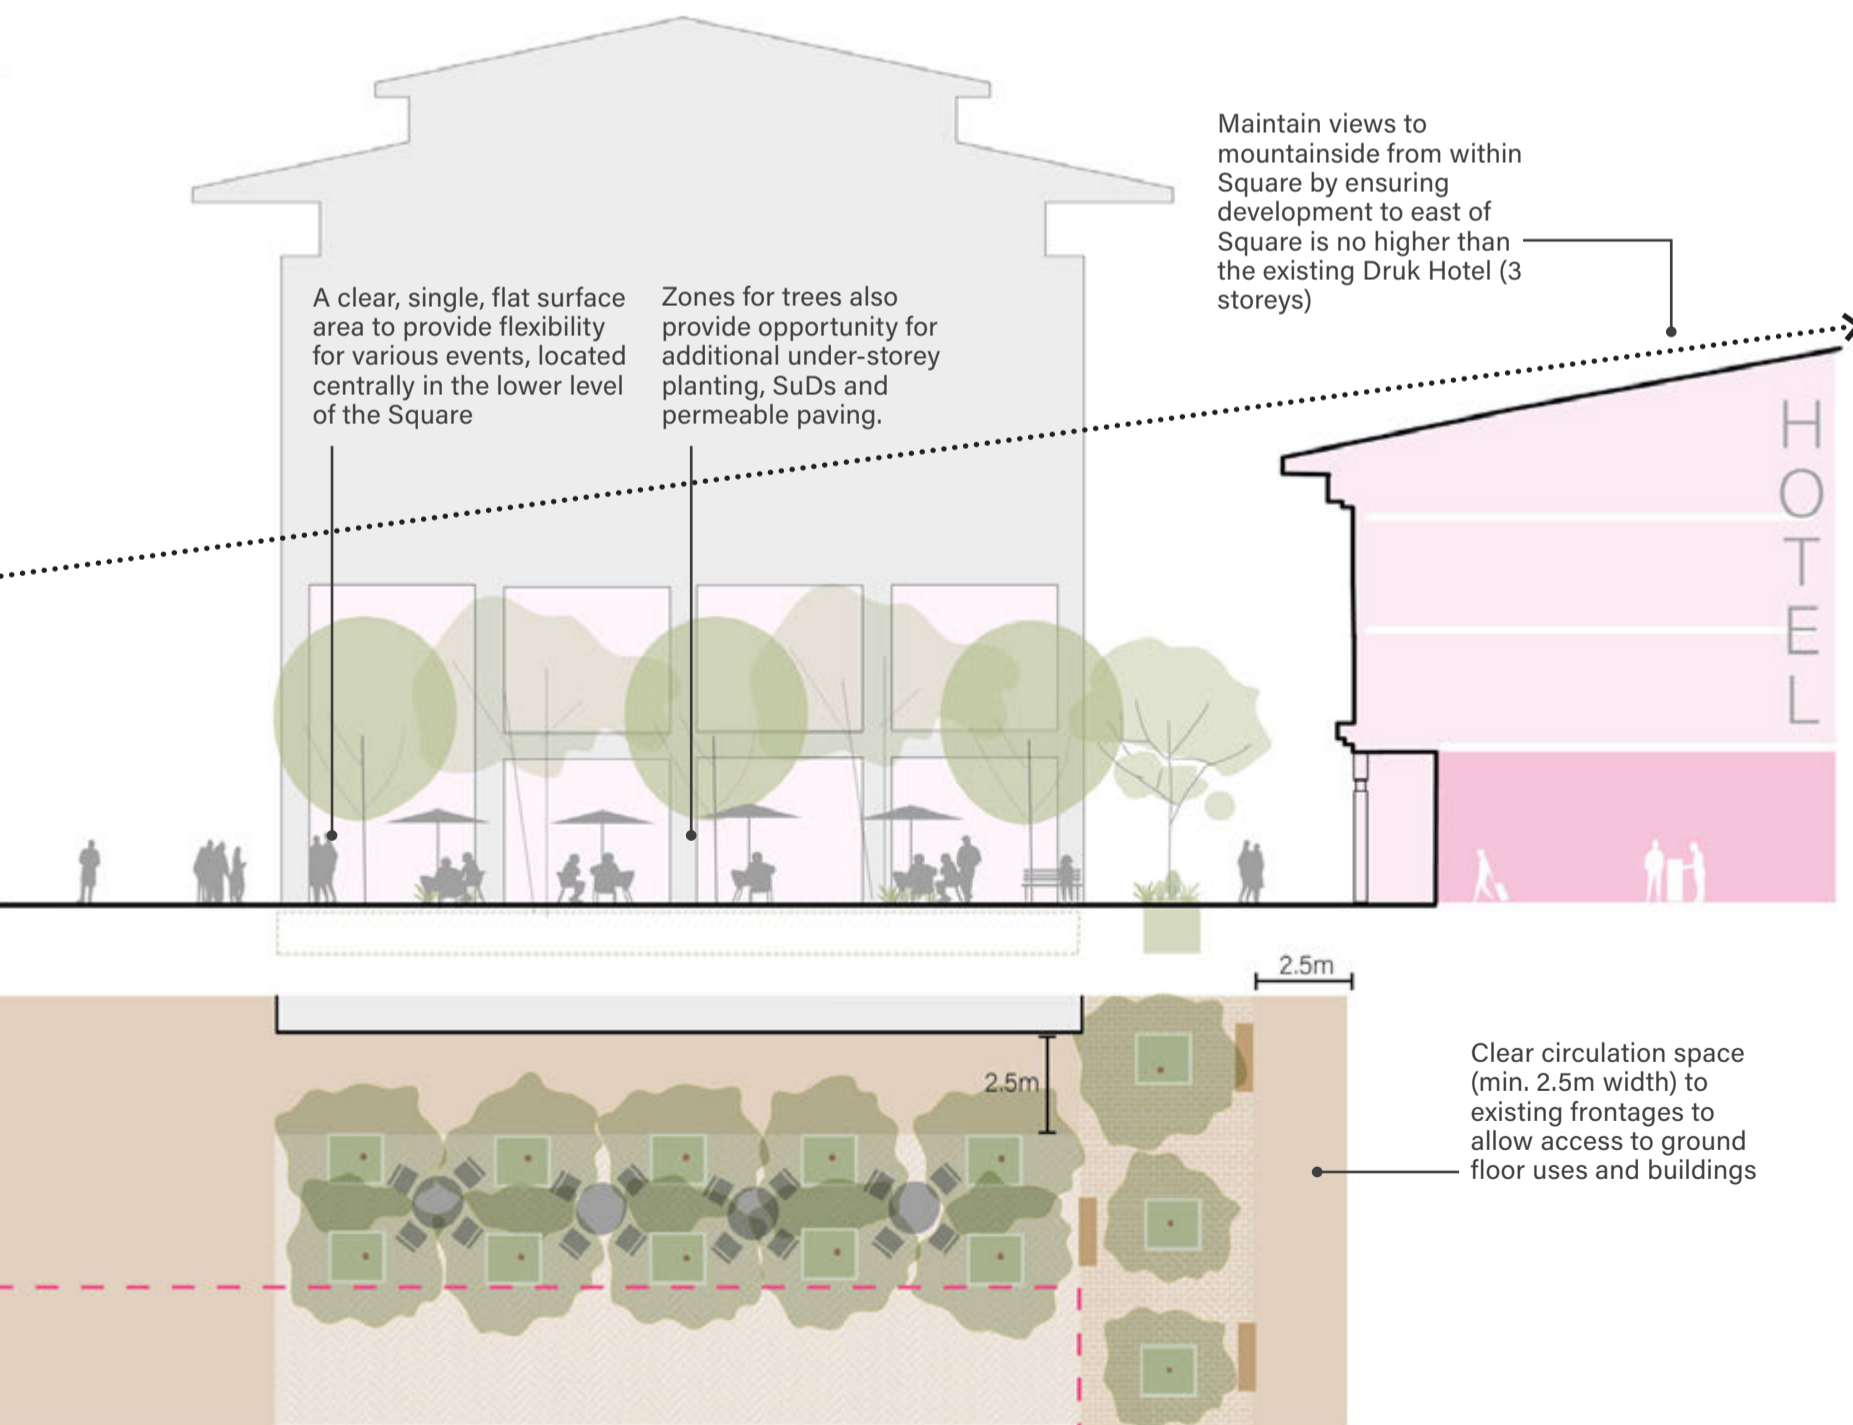 Maintain views to
mountainside from within
Square by ensuring
development to east of
Square is no higher than
the existing Druk Hotel (3
storeys)
A clear, single, flat surface
area to provide flexibility
for various events, located
centrally in the lower level
of the Square
Zones for trees also
provide opportunity for
additional under-storey
planting, SuDs and
permeable paving.
HOTEL
2.5m
2.5m
Clear circulation space
(min. 2.5m width) to
existing frontages to
allow access to ground
floor uses and buildings